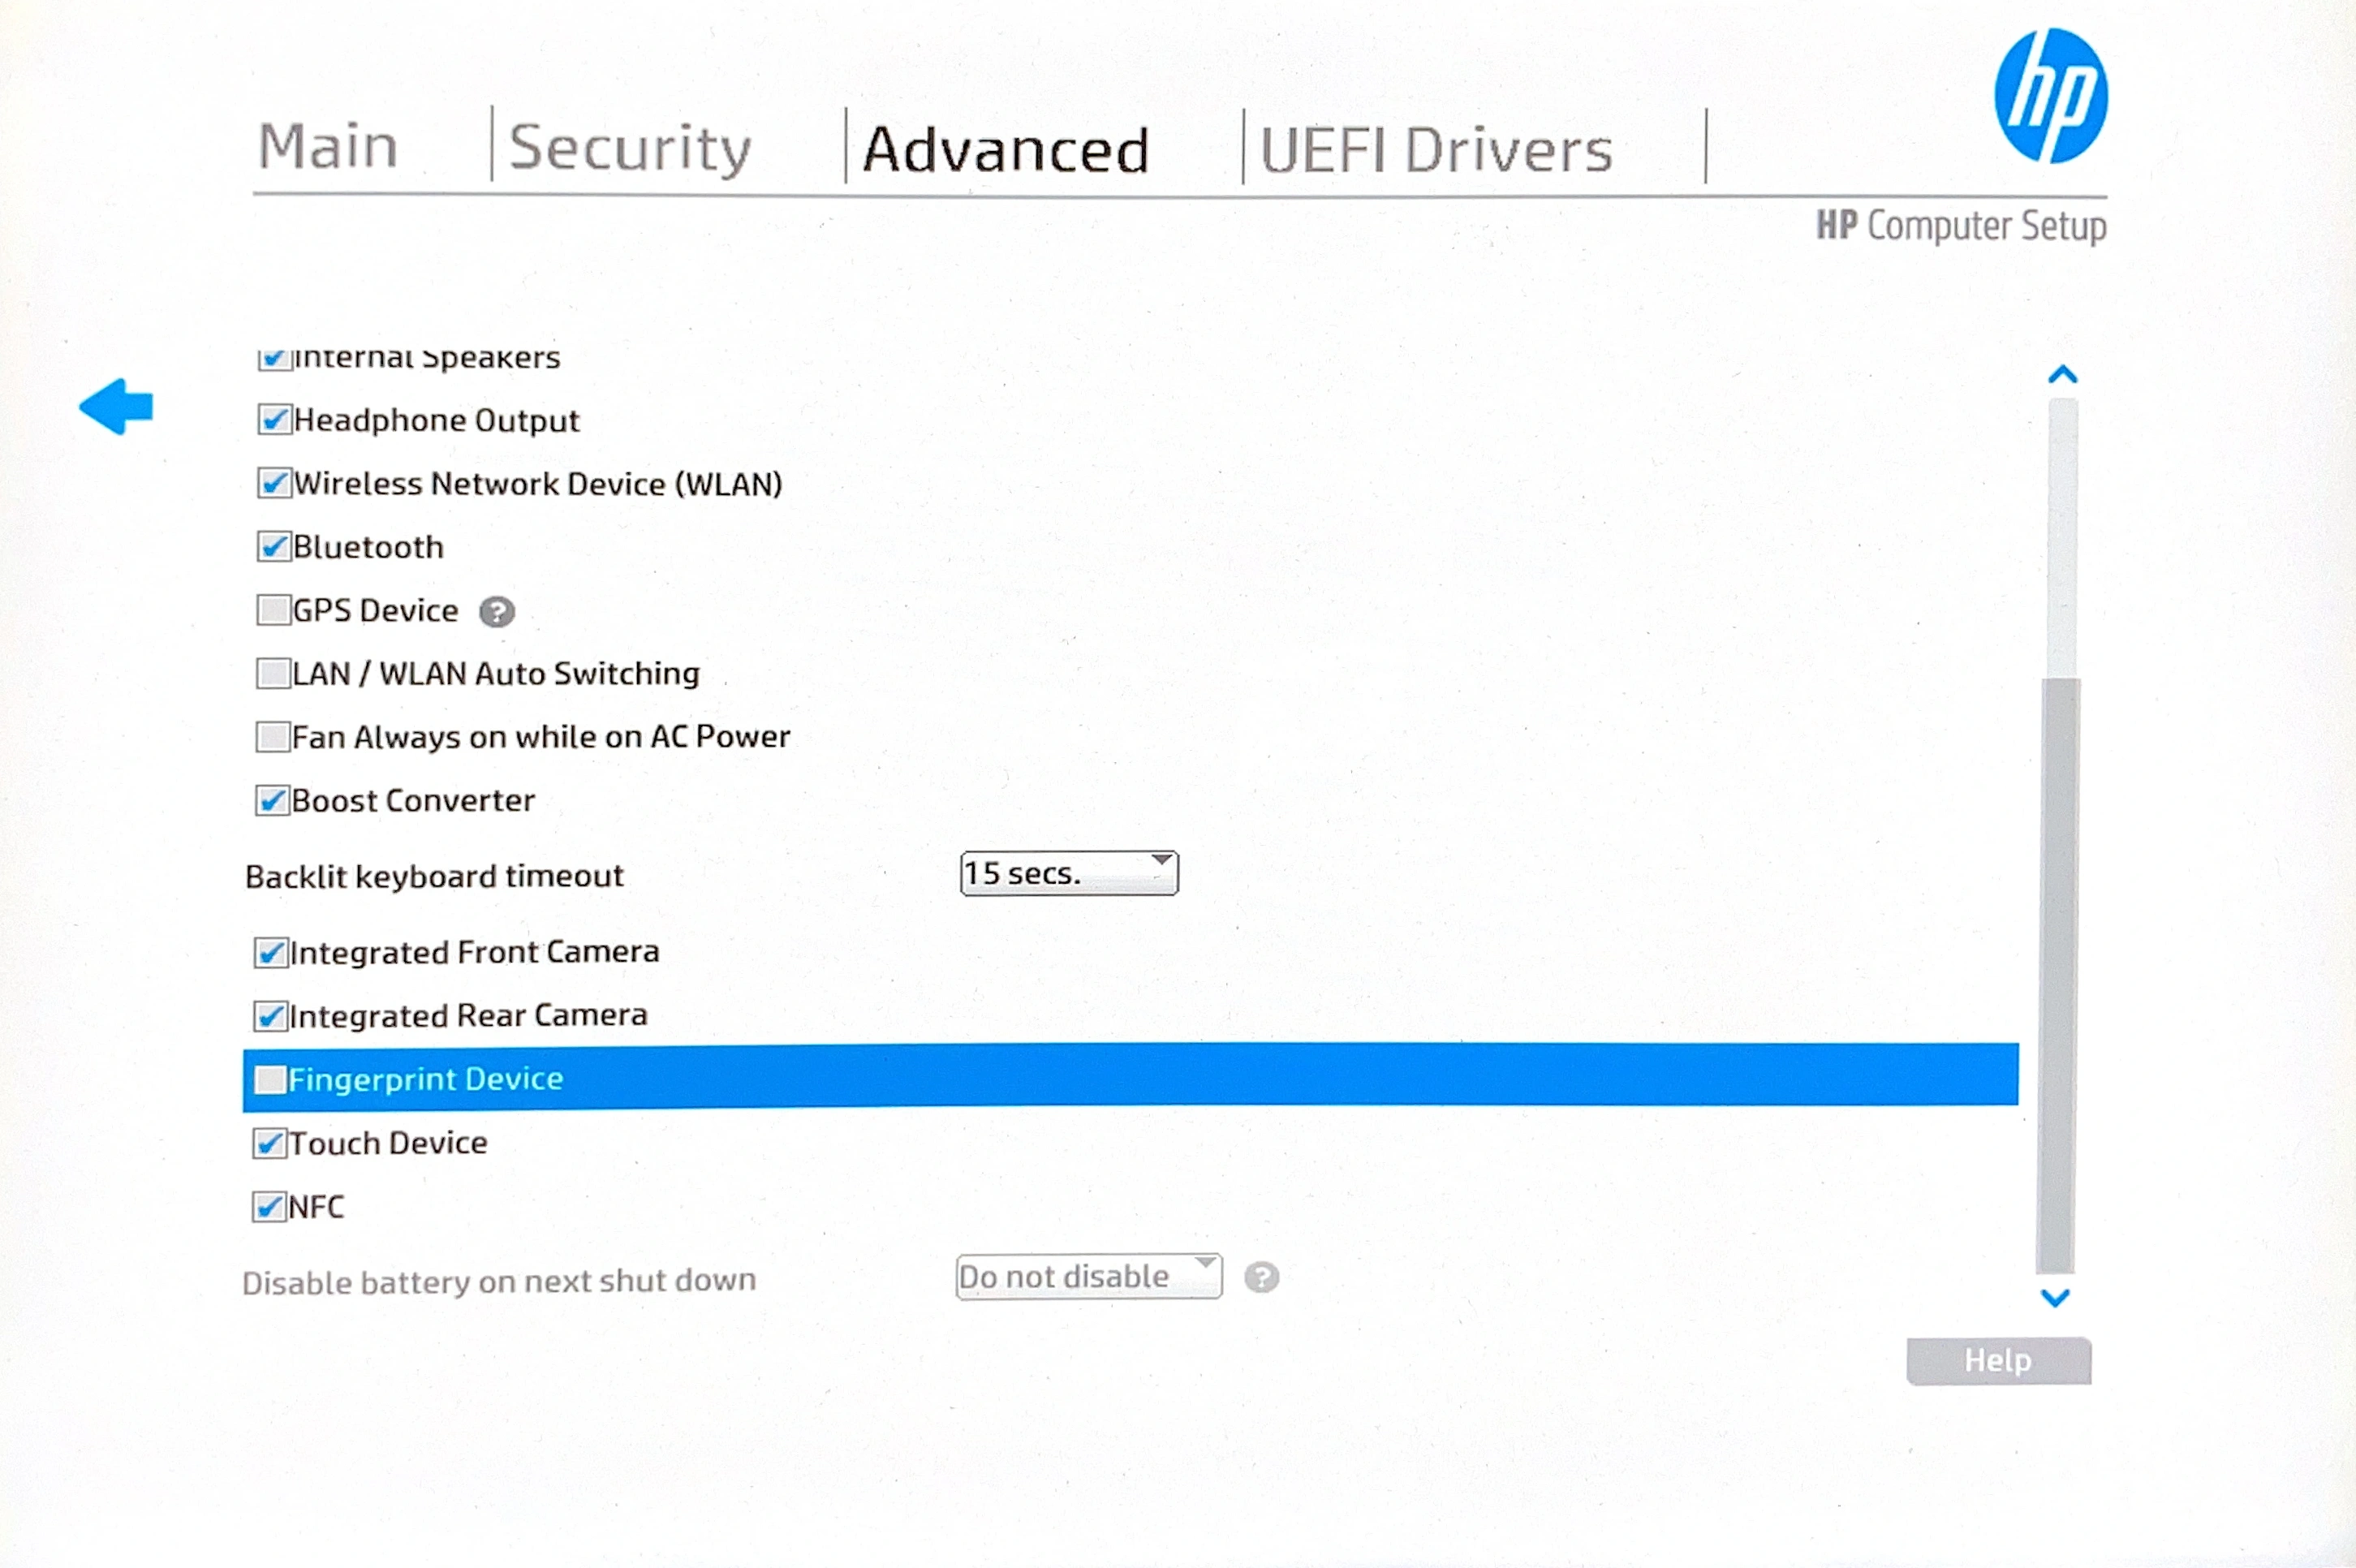 hp
Main Security Advanced UEFI Drivers
HP Computer Setup
Internal Speakers
Headphone Output
Wireless Network Device (WLAN)
Bluetooth
GPS Device ?
LAN / WLAN Auto Switching
Fan Always on while on AC Power
Boost Converter
Backlit keyboard timeout 15 secs.
Integrated Front Camera
Integrated Rear Camera
Fingerprint Device
Touch Device
NFC
Disable battery on next shut down Do not disable ?
Help